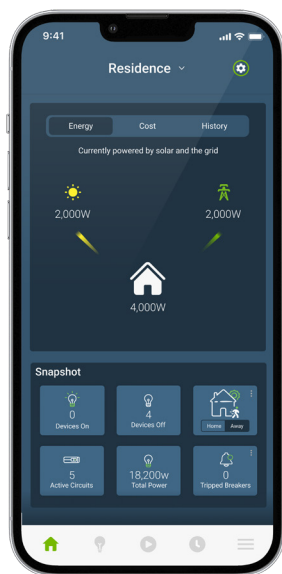 9:41
Residence
Energy Cost History
Currently powered by solar and the grid
2,000W 2,000W
4,000W
Snapshot
0 4
Devices On Devices Off Home Away
5 18,200w 0
Active Circuits Total Power Tripped Breakers